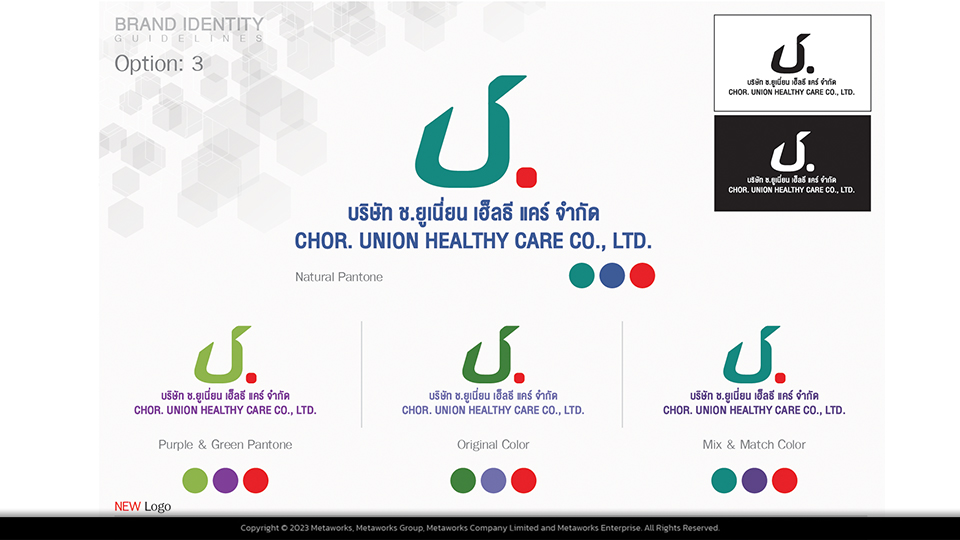 BRAND IDENTITY
GUIDELINES
Option: 3
ช.
บริษัท ช.ยูเนี่ยน เฮ็ลธี แคร์ จำกัด
CHOR. UNION HEALTHY CARE CO., LTD.
ช.
บริษัท ช.ยูเนี่ยน เฮ็ลธี แคร์ จำกัด
CHOR. UNION HEALTHY CARE CO., LTD.
ช.
บริษัท ช.ยูเนี่ยน เฮ็ลธี แคร์ จำกัด
CHOR. UNION HEALTHY CARE CO., LTD.
Natural Pantone
ช.
บริษัท ช.ยูเนี่ยน เฮ็ลธี แคร์ จำกัด
CHOR. UNION HEALTHY CARE CO., LTD.
Purple & Green Pantone
ช.
บริษัท ช.ยูเนี่ยน เฮ็ลธี แคร์ จำกัด
CHOR. UNION HEALTHY CARE CO., LTD.
Original Color
ช.
บริษัท ช.ยูเนี่ยน เฮ็ลธี แคร์ จำกัด
CHOR. UNION HEALTHY CARE CO., LTD.
Mix & Match Color
NEW Logo
Copyright © 2023 Metaworks, Metaworks Group, Metaworks Company Limited and Metaworks Enterprise. All Rights Reserved.